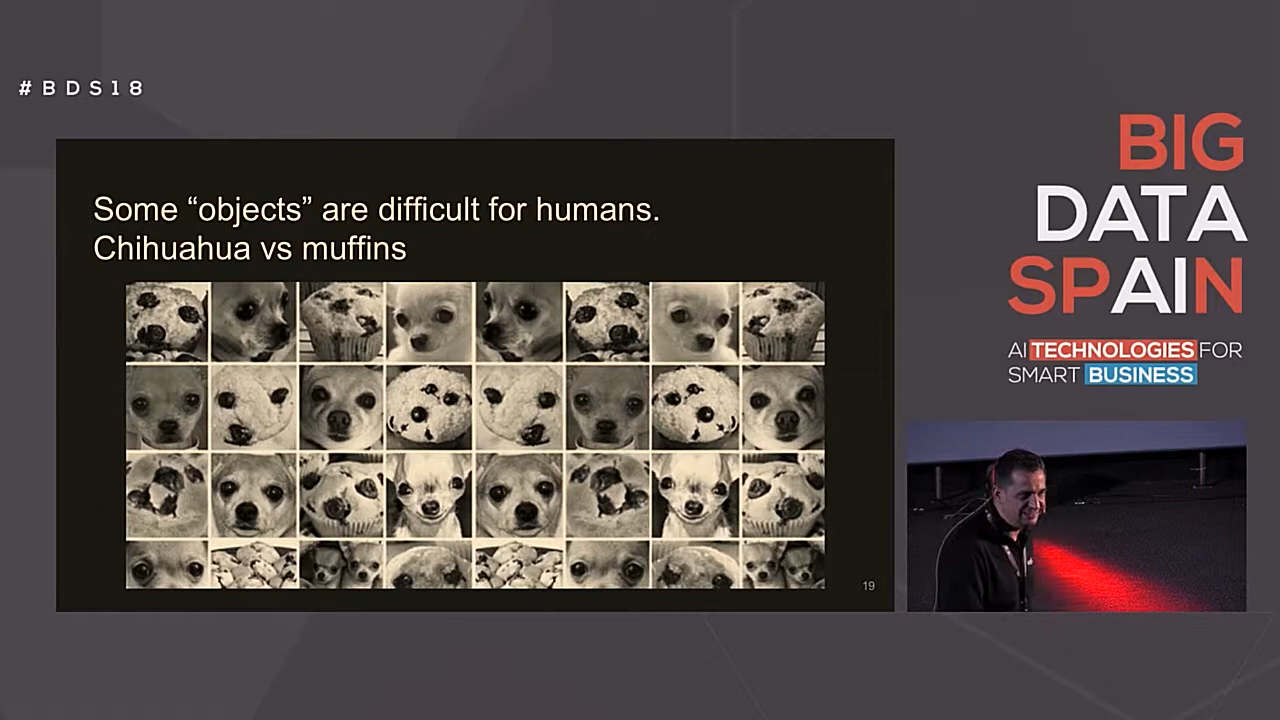 #BDS18
Some “objects” are difficult for humans.
Chihuahua vs muffins
19
BIG
DATA
SPAIN
AI TECHNOLOGIES FOR
SMART BUSINESS